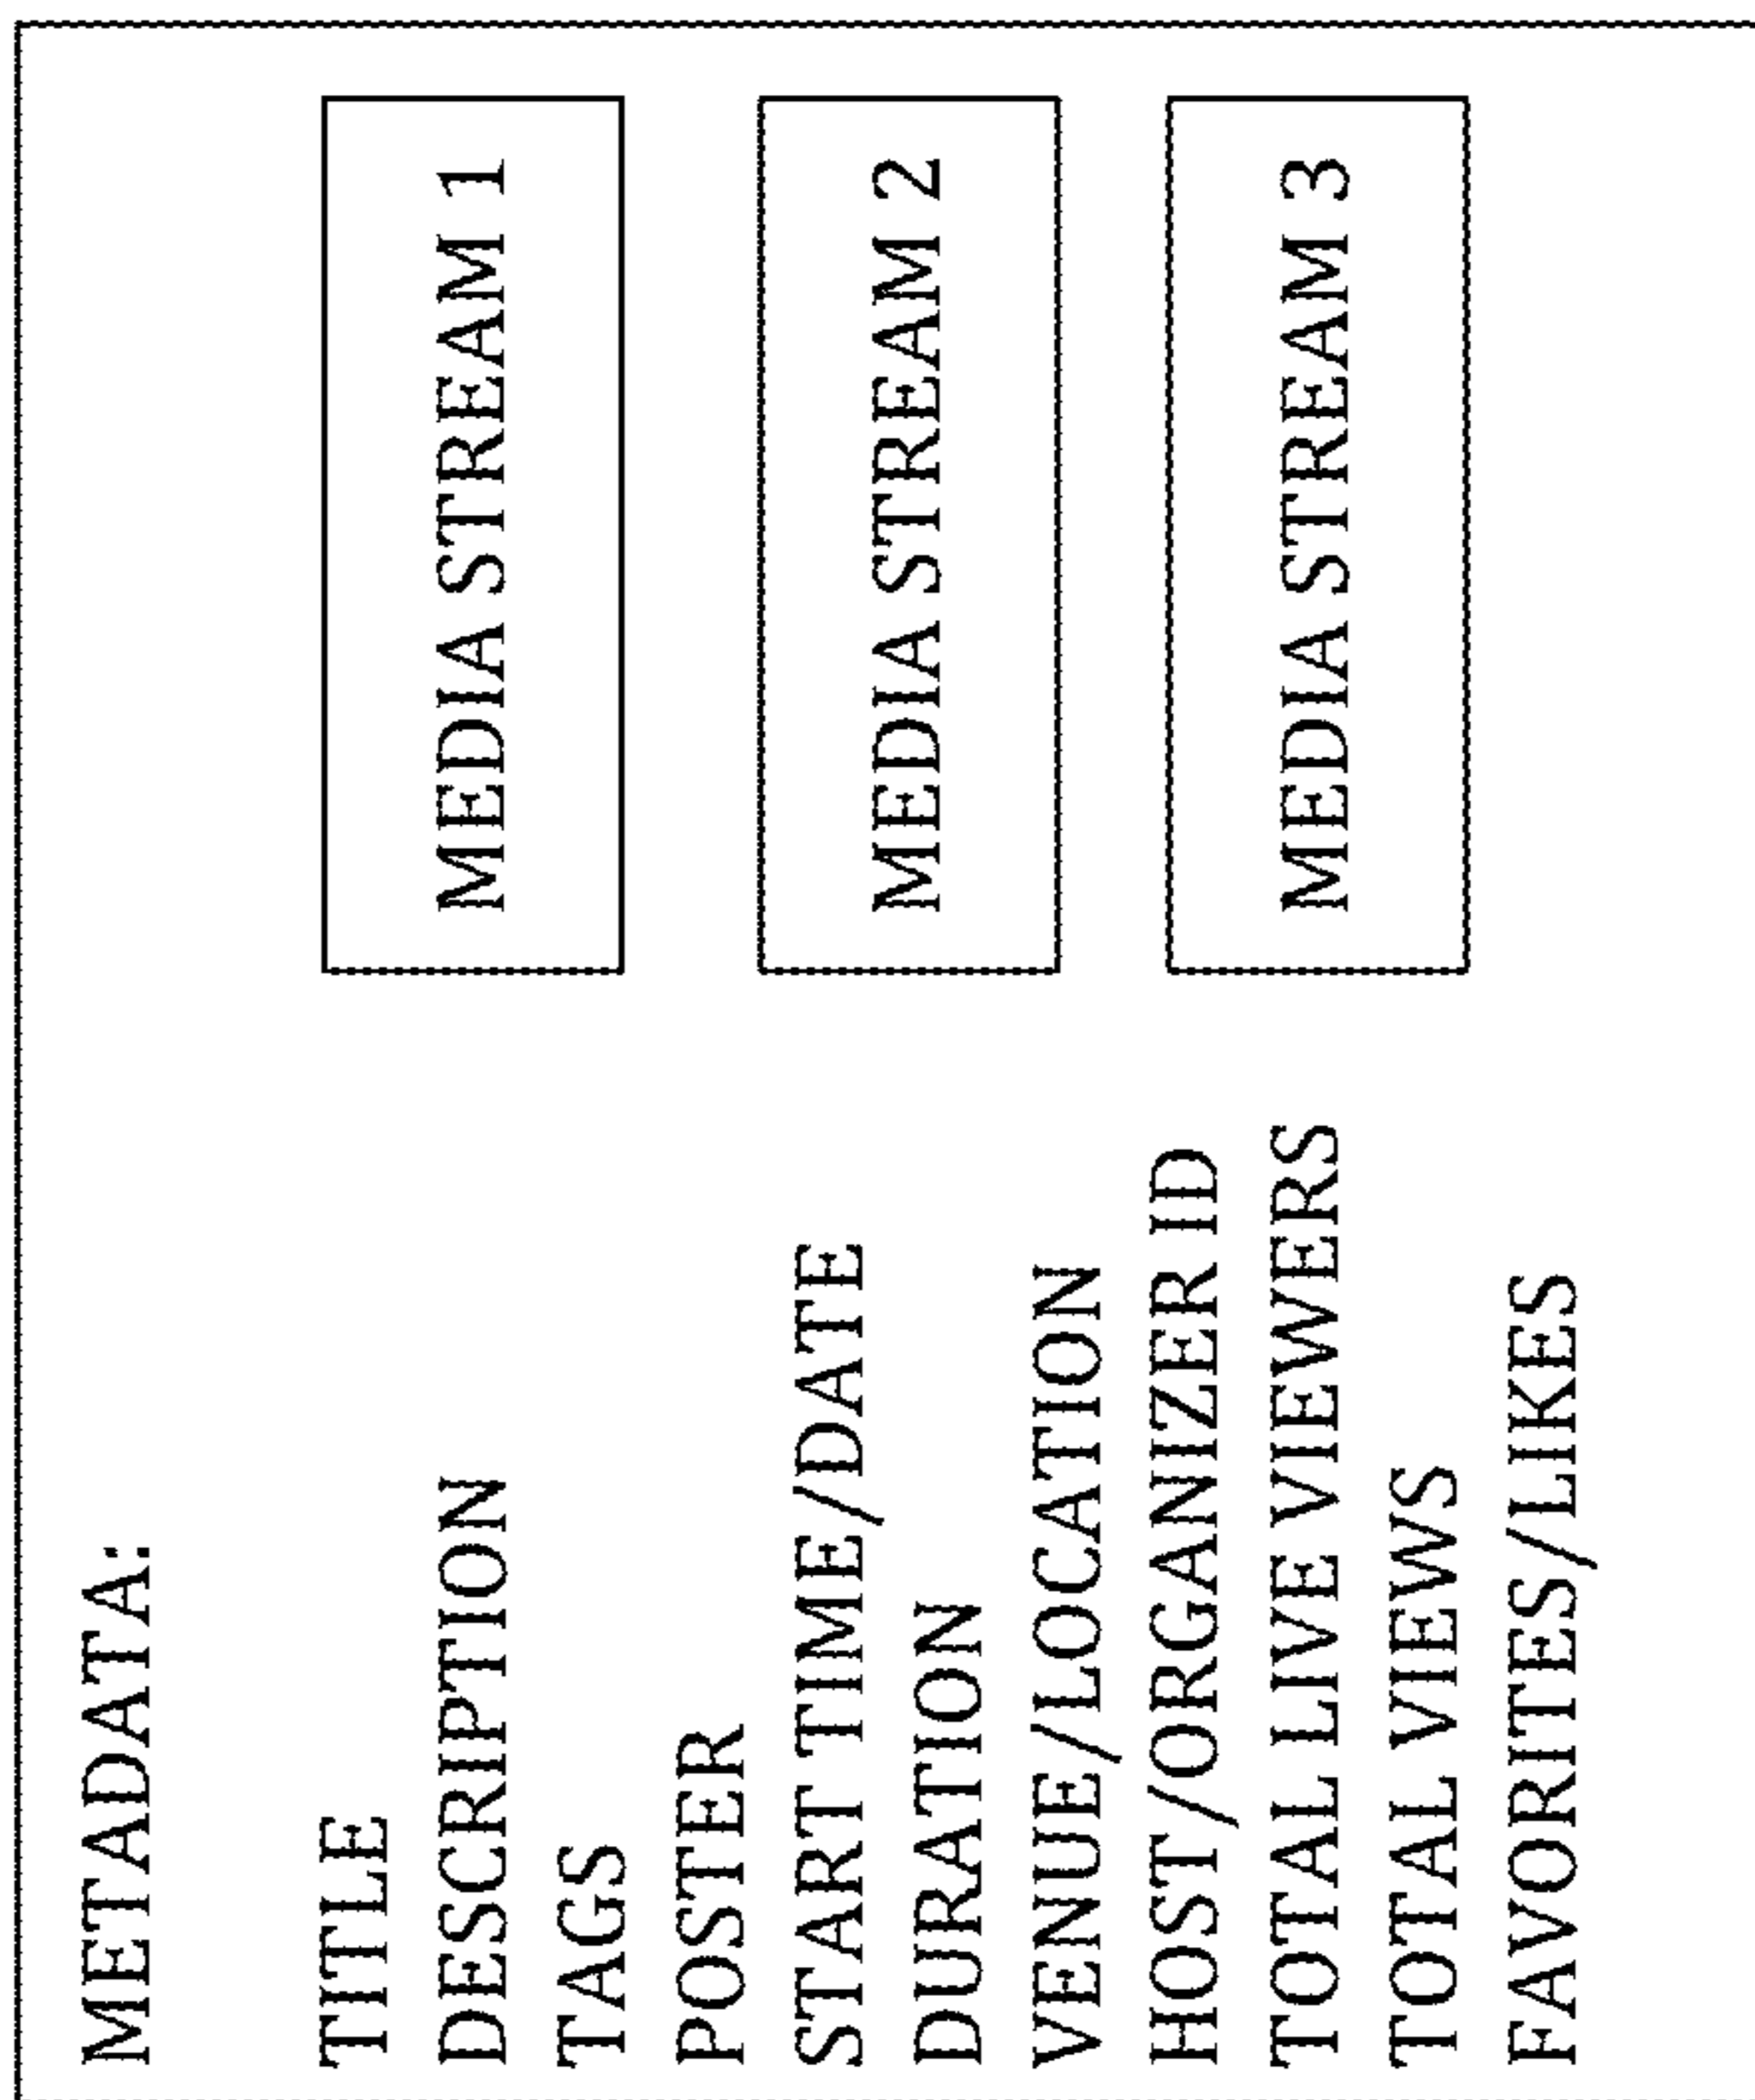 METADATA:
TITLE
DESCRIPTION
TAGS
POSTER
START TIME/DATE
DURATION
VENUE/LOCATION
HOST/ORGANIZER ID
TOTAL LIVE VIEWERS
TOTAL VIEWS
FAVORITES/LIKES
MEDIA STREAM 1
MEDIA STREAM 2
MEDIA STREAM 3